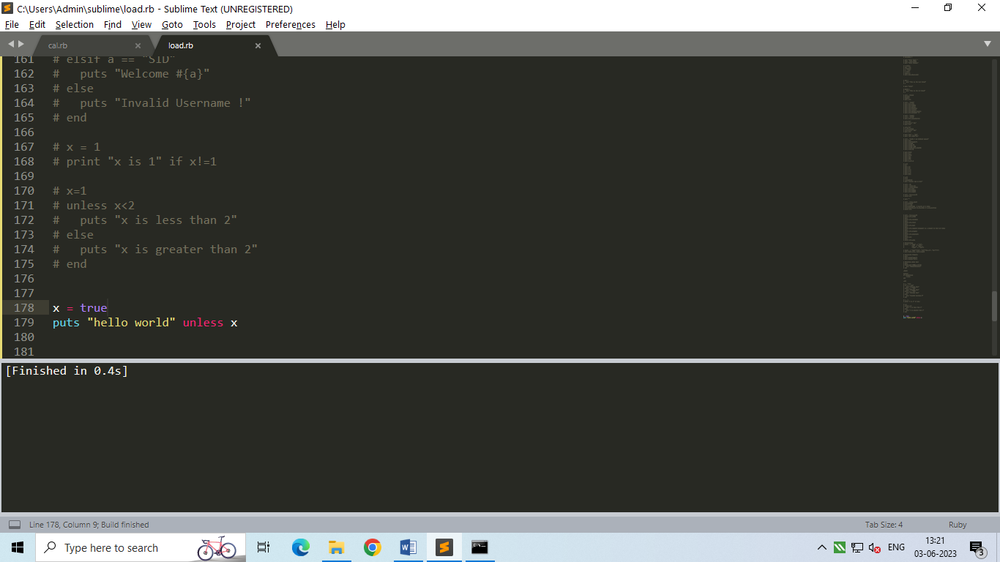 C:\Users\Admin\sublime\load.rb - Sublime Text (UNREGISTERED)
File Edit Selection Find View Goto Tools Project Preferences Help
cal.rb load.rb
161 # elsif a == "SID"
162 #   puts "Welcome #{a}"
163 # else
164 #   puts "Invalid Username !"
165 # end
166
167 # x = 1
168 # print "x is 1" if x!=1
169
170 # x=1
171 # unless x<2
172 #   puts "x is less than 2"
173 # else
174 #   puts "x is greater than 2"
175 # end
176
177
178 x = true
179 puts "hello world" unless x
180
181
[Finished in 0.4s]
Line 178, Column 9; Build finished Tab Size: 4 Ruby
Type here to search
ENG
13:21
03-06-2023
3